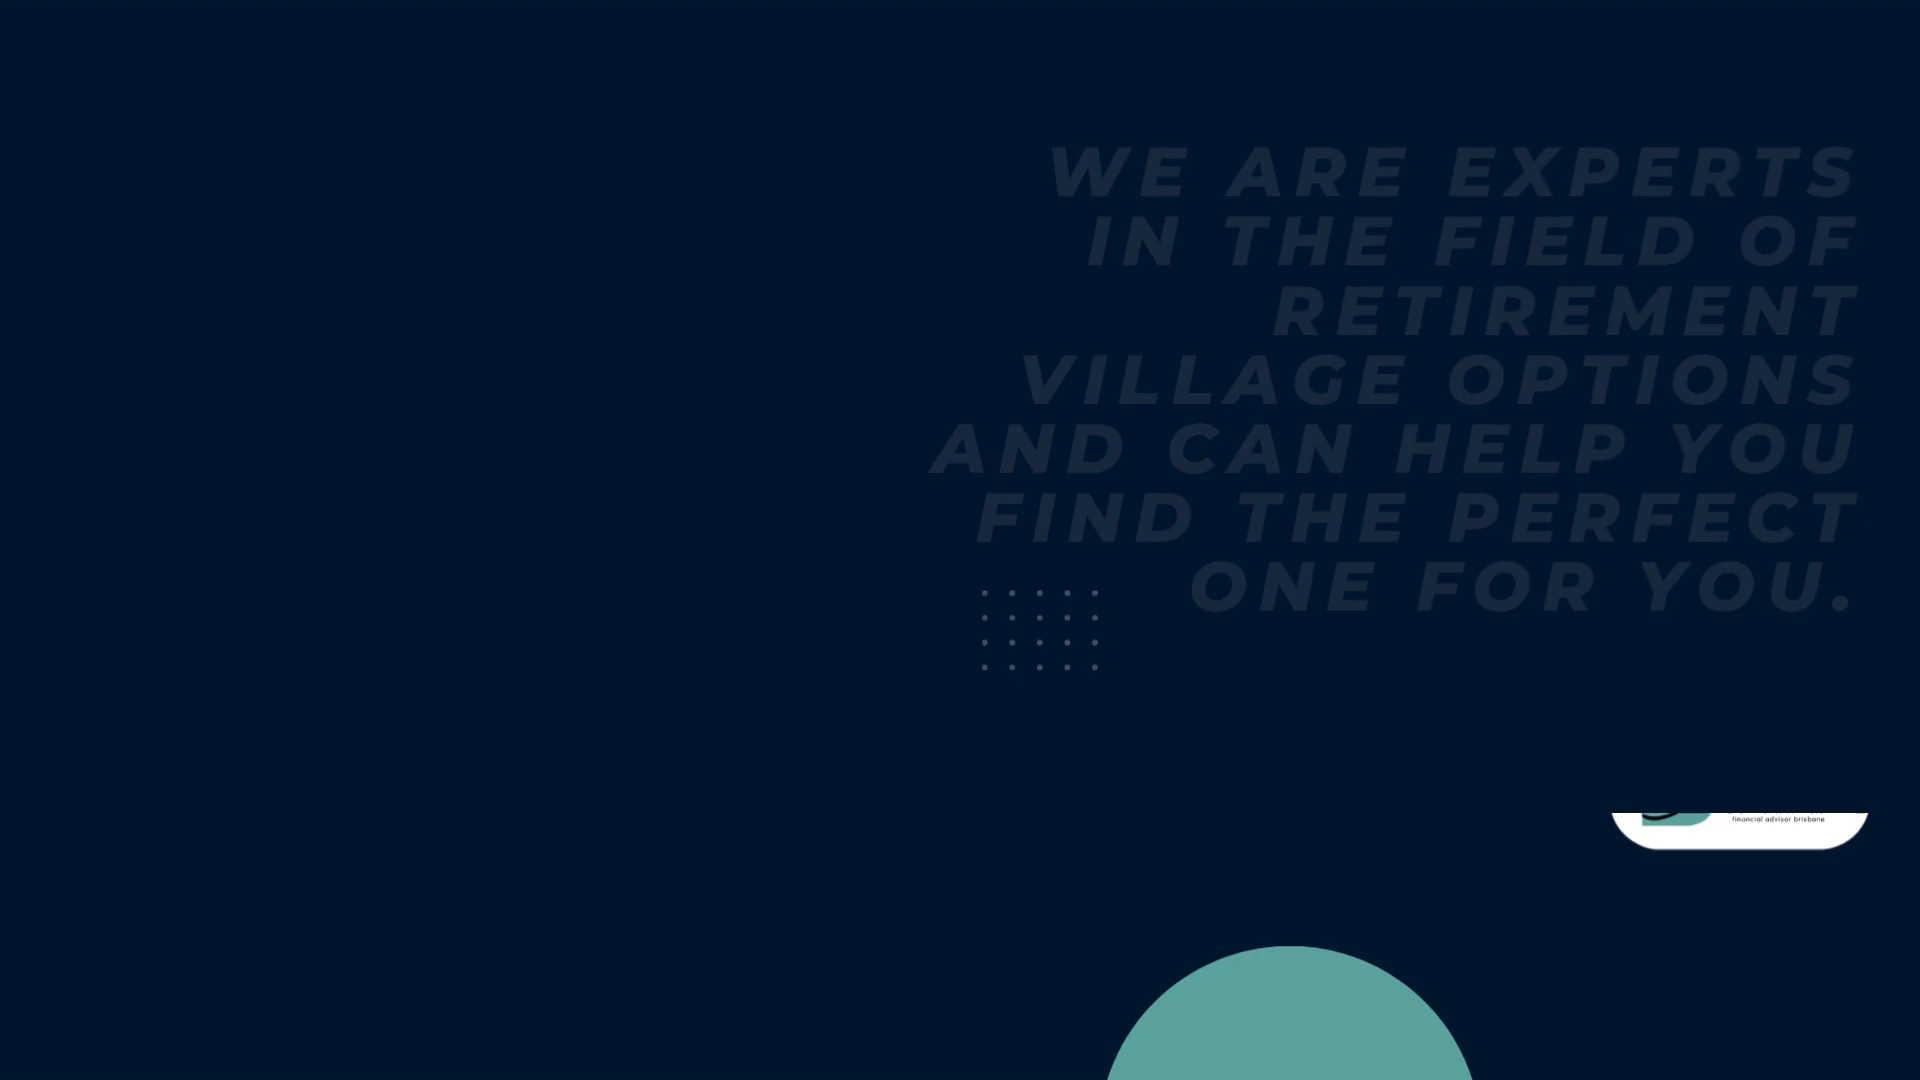 WE ARE EXPERTS
IN THE FIELD OF
RETIREMENT
VILLAGE OPTIONS
AND CAN HELP YOU
FIND THE PERFECT
ONE FOR YOU.
financial advisor brisbane